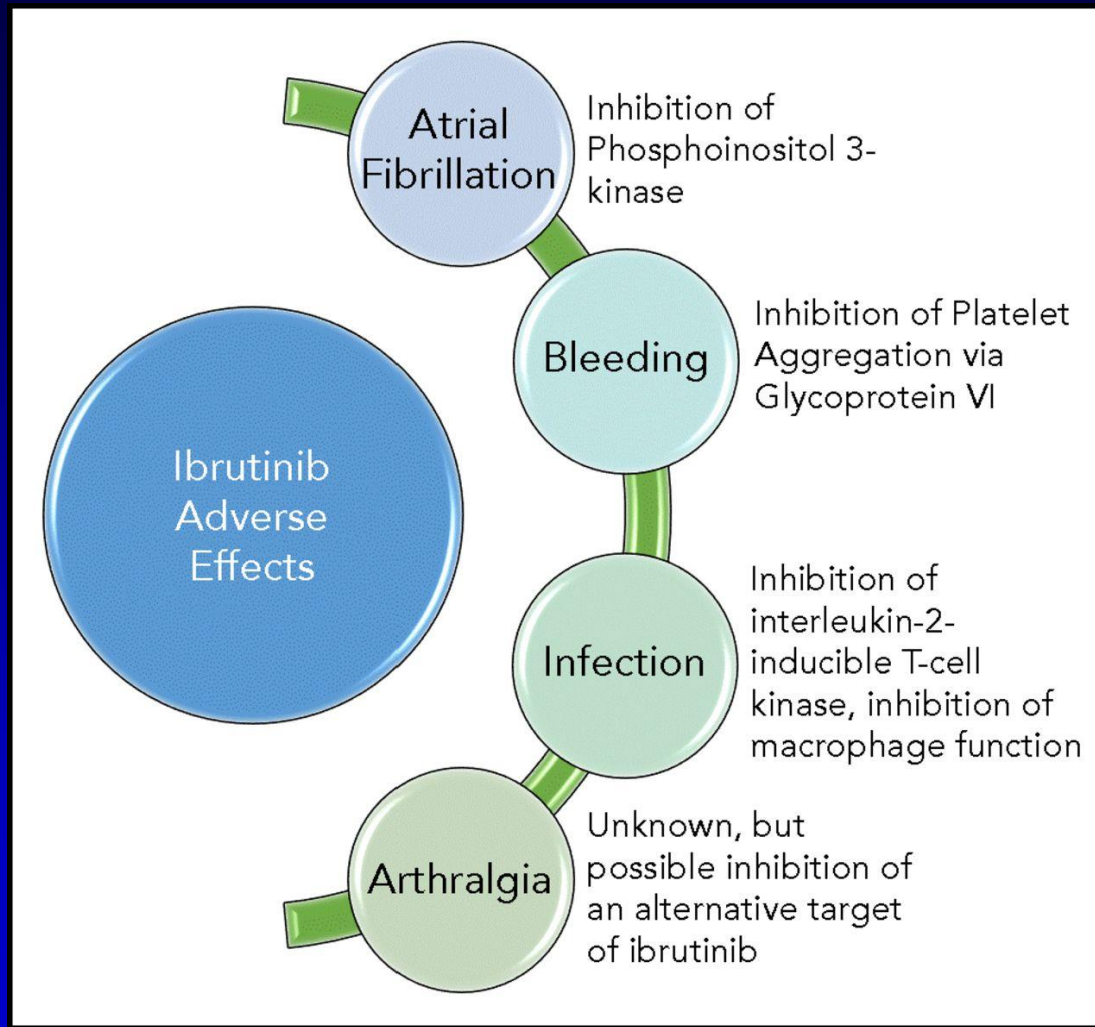 Atrial
Fibrillation
Inhibition of
Phosphoinositol 3-
kinase
Bleeding
Inhibition of Platelet
Aggregation via
Glycoprotein VI
Ibrutinib
Adverse
Effects
Infection
Inhibition of
interleukin-2-
inducible T-cell
kinase, inhibition of
macrophage function
Arthralgia
Unknown, but
possible inhibition of
an alternative target
of ibrutinib